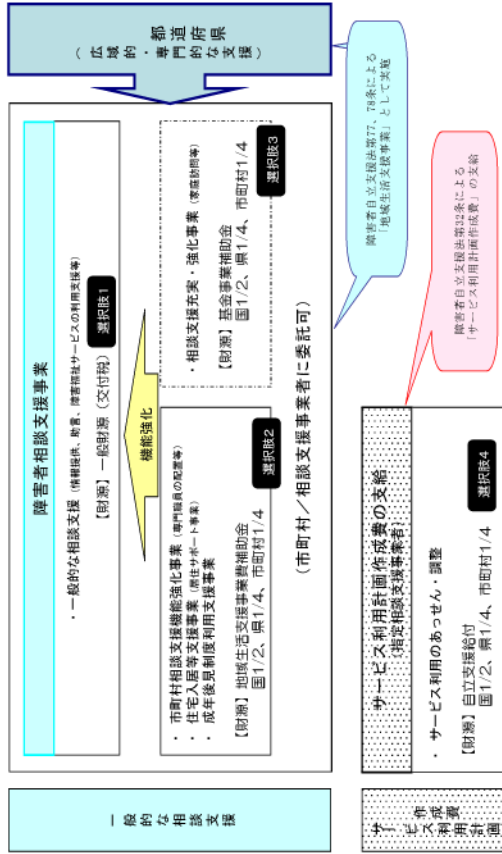 一般的な相談支援
障害者相談支援事業
・一般的な相談支援（情報提供、助言、障害福祉サービスの利用支援等）
【財源】一般財源（交付税）
選択肢1
機能強化
・市町村相談支援機能強化事業（専門職員の配置等）
・住宅入居等支援事業（居住サポート事業）
・成年後見制度利用支援事業
【財源】地域生活支援事業費補助金
国1/2、県1/4、市町村1/4
選択肢2
・相談支援充実・強化事業（家庭訪問等）
【財源】基金事業補助金
国1/2、県1/4、市町村1/4
選択肢3
（市町村／相談支援事業者に委託可）
都道府県
（広域的・専門的な支援）
障害者自立支援法第77、78条による
「地域生活支援事業」として実施
サービス利用計画作成費
サービス利用計画作成費の支給
（指定相談支援事業者）
・サービス利用のあっせん・調整
【財源】自立支援給付
国1/2、県1/4、市町村1/4
選択肢4
障害者自立支援法第32条による
「サービス利用計画作成費」の支給